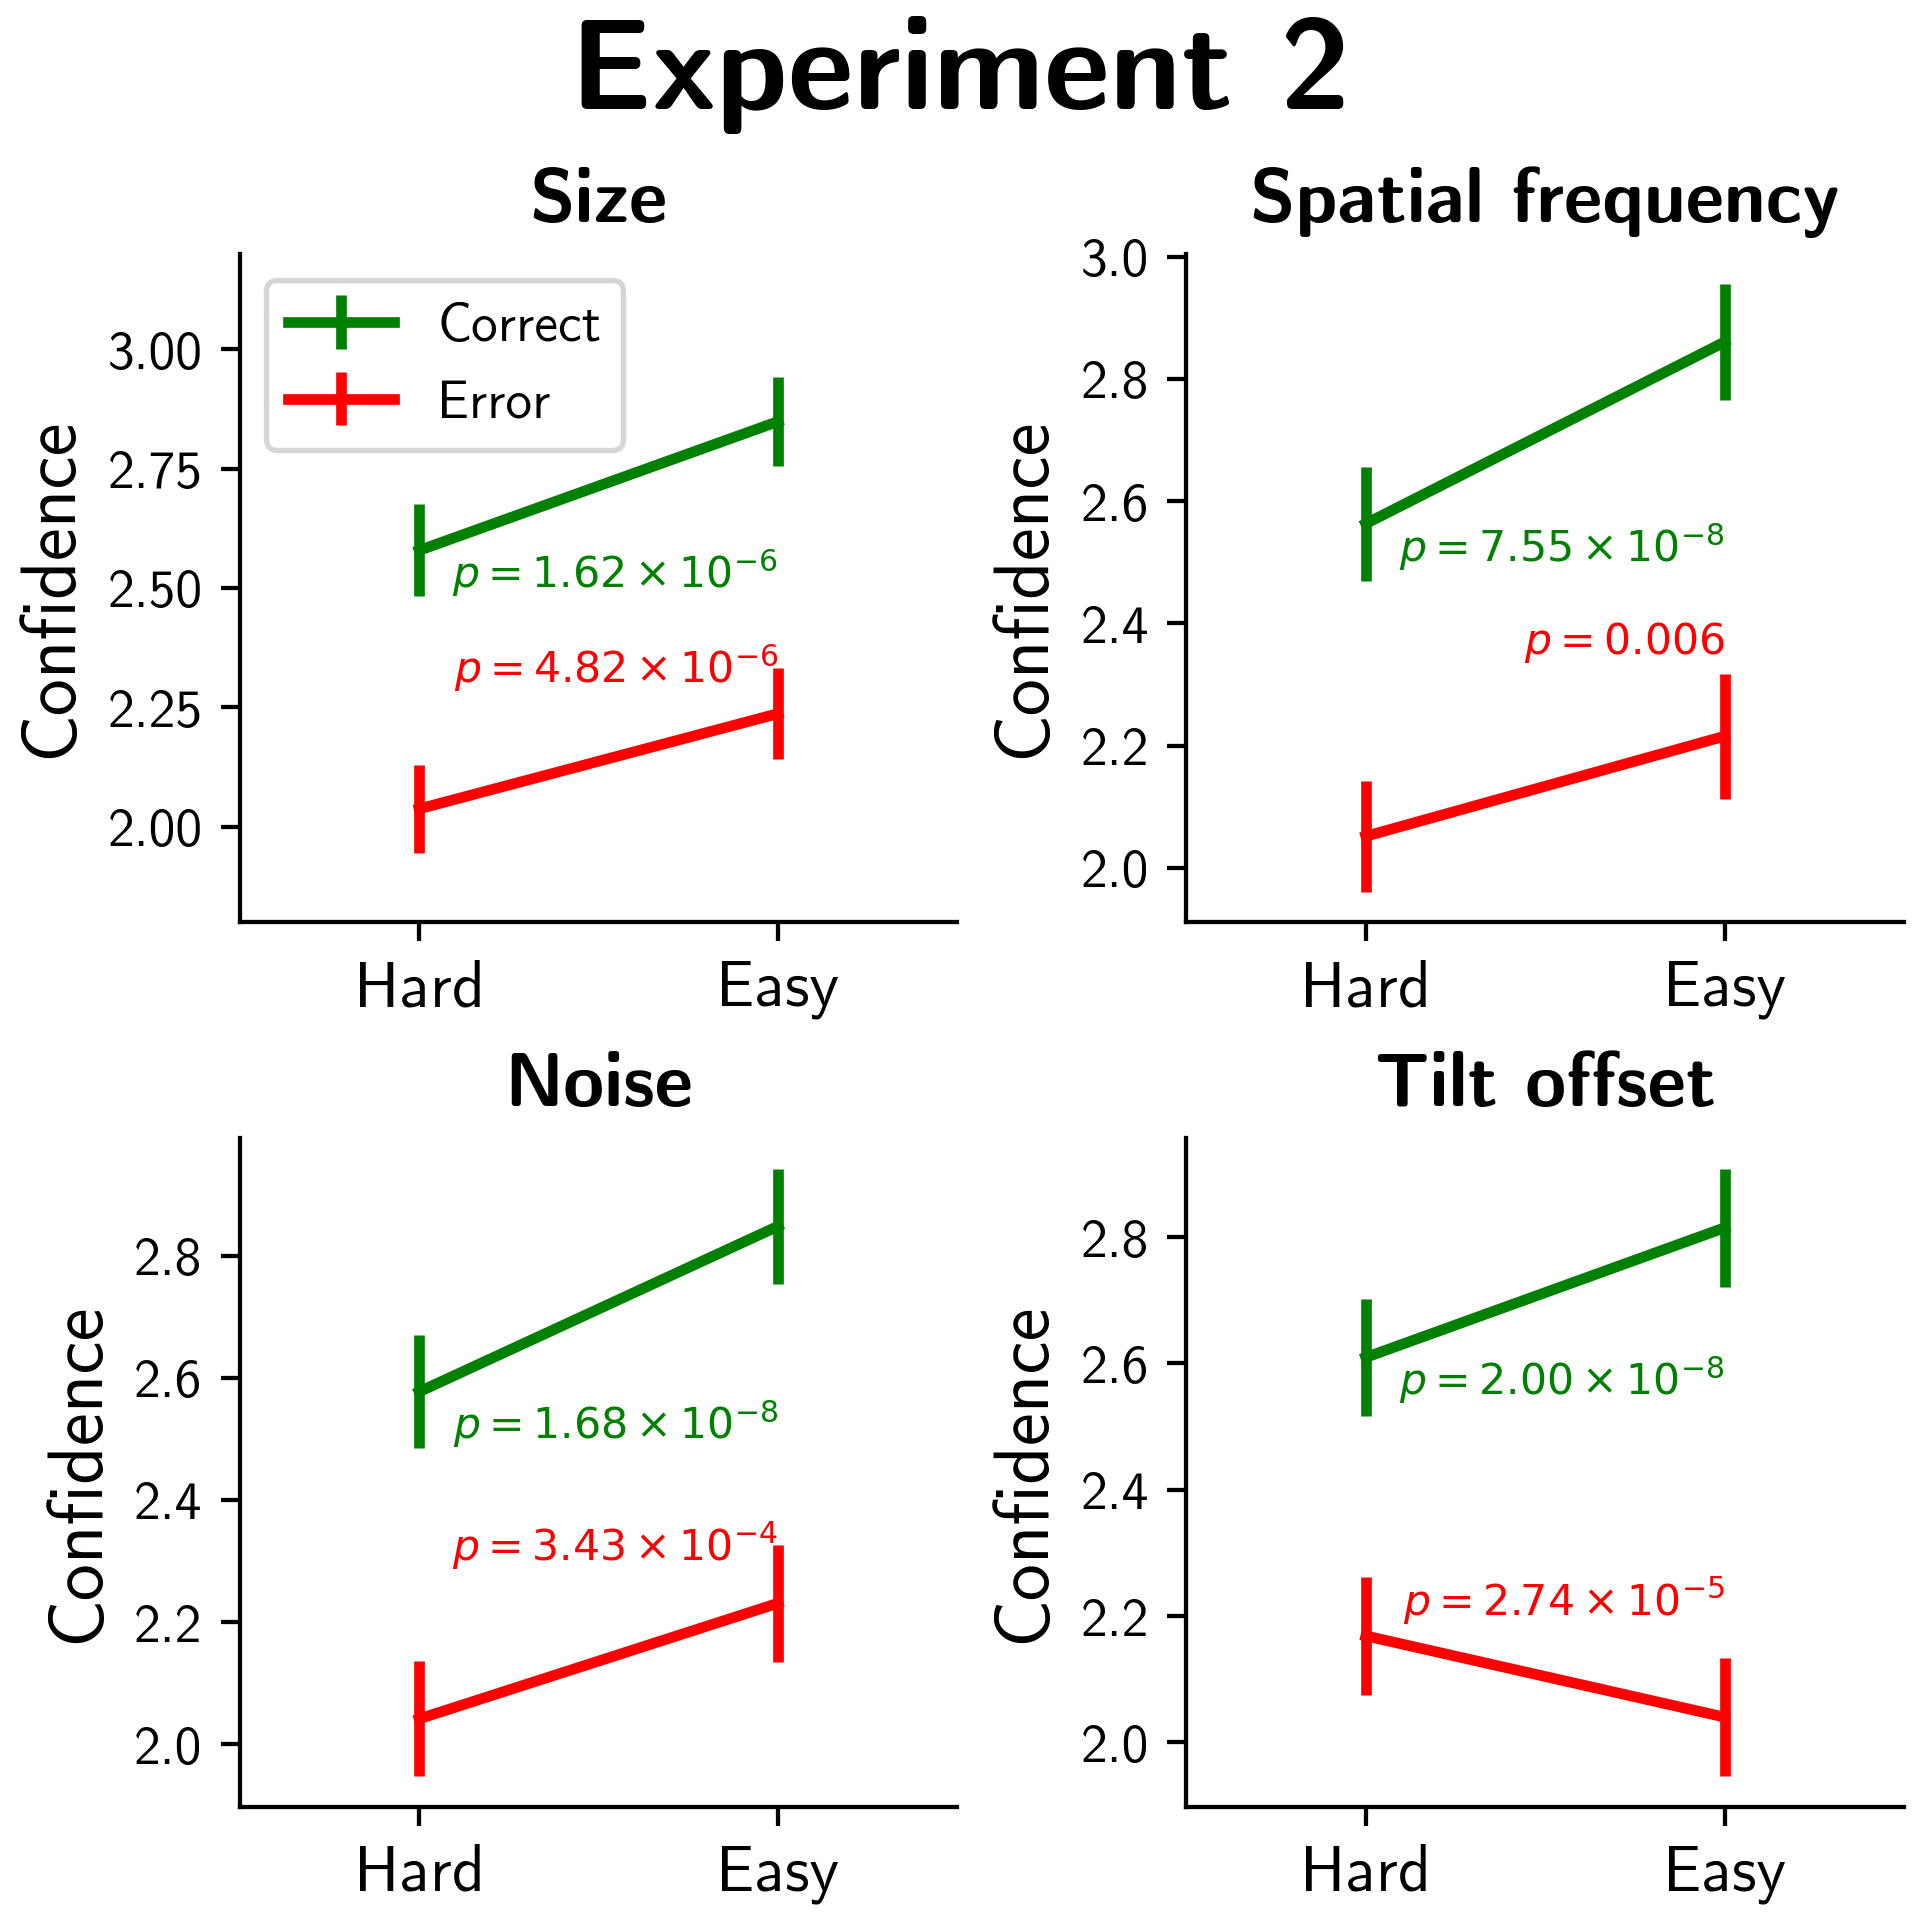 Experiment 2
Size
Confidence
3.00
2.75
2.50
2.25
2.00
Correct
Error
p = 1.62 × 10⁻⁶
p = 4.82 × 10⁻⁶
Hard Easy
Spatial frequency
Confidence
3.0
2.8
2.6
2.4
2.2
2.0
p = 7.55 × 10⁻⁸
p = 0.006
Hard Easy
Noise
Confidence
2.8
2.6
2.4
2.2
2.0
p = 1.68 × 10⁻⁸
p = 3.43 × 10⁻⁴
Hard Easy
Tilt offset
Confidence
2.8
2.6
2.4
2.2
2.0
p = 2.00 × 10⁻⁸
p = 2.74 × 10⁻⁵
Hard Easy